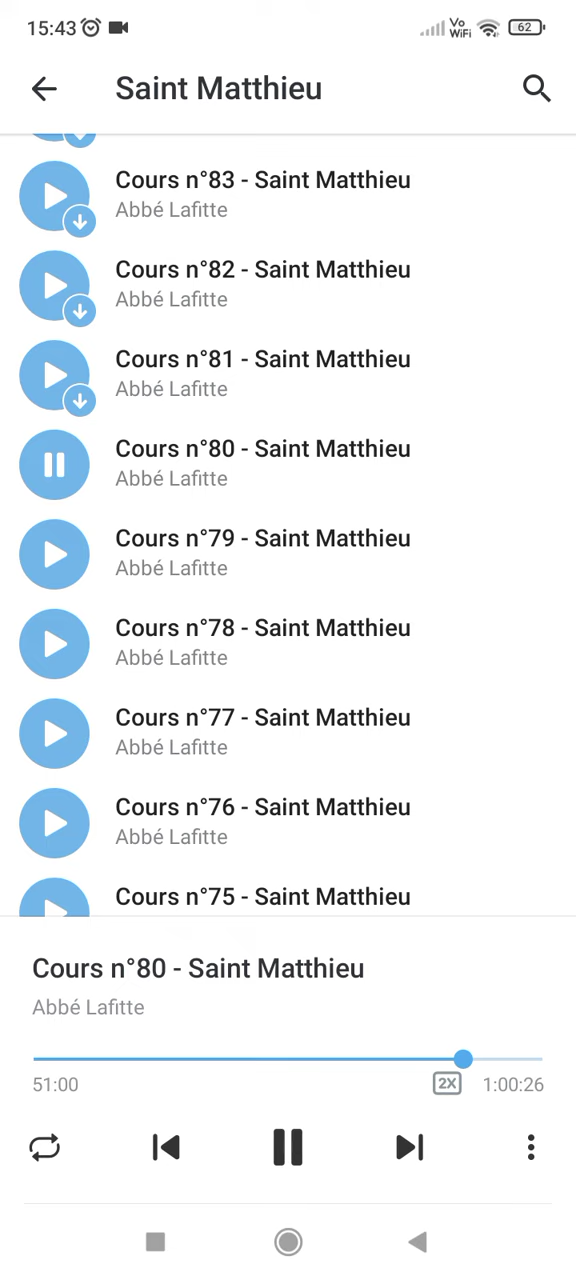 15:43
Vo
WiFi
62
Saint Matthieu
Cours n°83 - Saint Matthieu
Abbé Lafitte
Cours n°82 - Saint Matthieu
Abbé Lafitte
Cours n°81 - Saint Matthieu
Abbé Lafitte
Cours n°80 - Saint Matthieu
Abbé Lafitte
Cours n°79 - Saint Matthieu
Abbé Lafitte
Cours n°78 - Saint Matthieu
Abbé Lafitte
Cours n°77 - Saint Matthieu
Abbé Lafitte
Cours n°76 - Saint Matthieu
Abbé Lafitte
Cours n°75 - Saint Matthieu
Cours n°80 - Saint Matthieu
Abbé Lafitte
51:00
2X
1:00:26